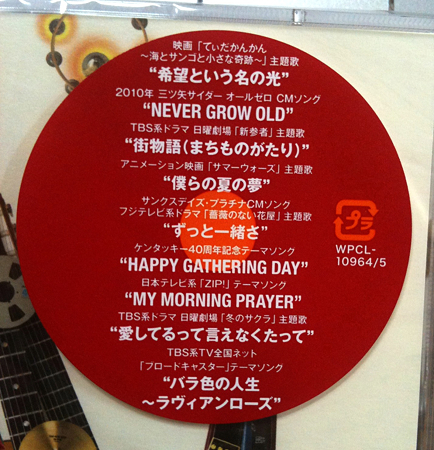 映画「てぃだかんかん
～海とサンゴと小さな奇跡～」主題歌
“希望という名の光”
2010年 三ツ矢サイダー オールゼロ CMソング
“NEVER GROW OLD”
TBS系ドラマ 日曜劇場「新参者」主題歌
“街物語(まちものがたり)”
アニメーション映画「サマーウォーズ」主題歌
“僕らの夏の夢”
サンクスデイズ・プラチナCMソング
フジテレビ系ドラマ「薔薇のない花屋」主題歌
“ずっと一緒さ”
ケンタッキー40周年記念テーマソング
“HAPPY GATHERING DAY”
日本テレビ系「ZIP!」テーマソング
“MY MORNING PRAYER”
TBS系ドラマ 日曜劇場「冬のサクラ」主題歌
“愛してるって言えなくたって”
TBS系TV全国ネット
「ブロードキャスター」テーマソング
“バラ色の人生
～ラヴィアンローズ”
プラ
WPCL-
10964/5